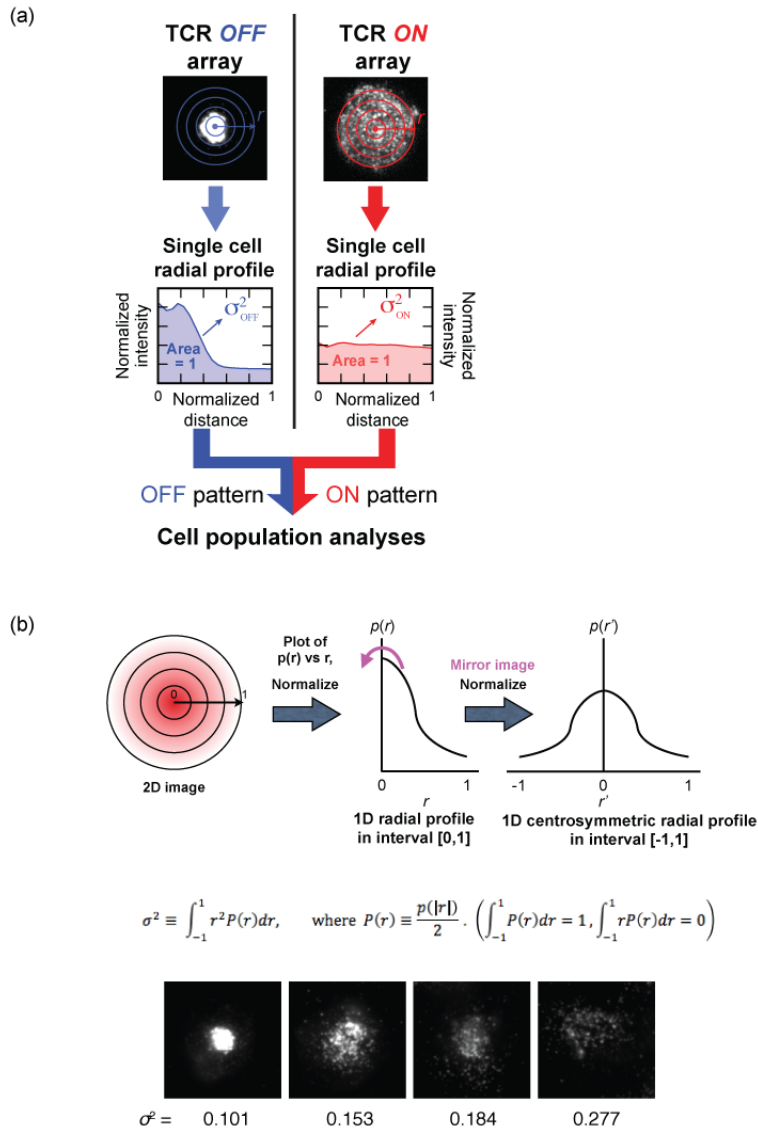 (a)
TCR OFF
array
TCR ON
array
r
r
Single cell
radial profile
Single cell
radial profile
Normalized
intensity
σ²OFF
Area
= 1
0
1
Normalized
distance
σ²ON
Area = 1
0
1
Normalized
distance
Normalized
intensity
OFF pattern
ON pattern
Cell population analyses
(b)
0
1
2D image
Plot of
p(r) vs r,
Normalize
p(r)
0
1
r
1D radial profile
in interval [0,1]
Mirror image
Normalize
p(r')
-1
0
1
r'
1D centrosymmetric radial profile
in interval [-1,1]
σ² ≡ ∫₋₁¹ r²P(r)dr, where P(r) ≡ p(|r|)/2 . (∫₋₁¹ P(r)dr = 1, ∫₋₁¹ rP(r)dr = 0)
σ² = 0.101 0.153 0.184 0.277